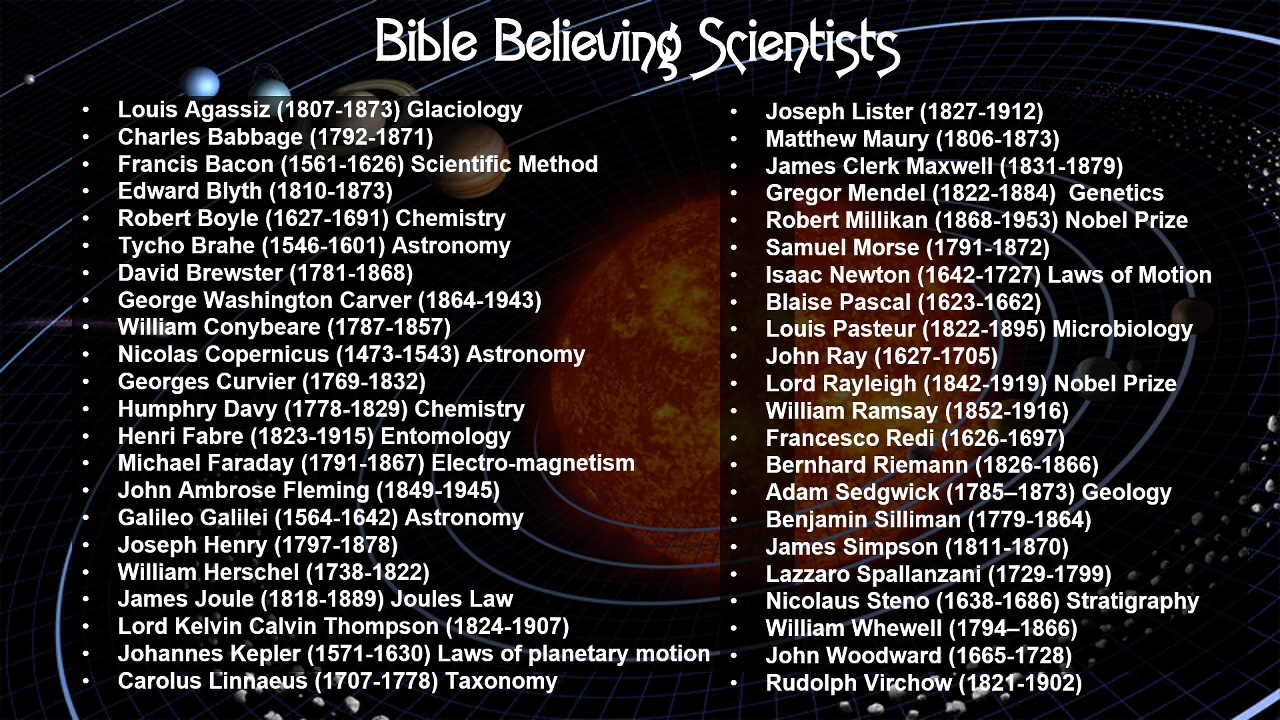 Bible Believing Scientists
• Louis Agassiz (1807-1873) Glaciology
• Charles Babbage (1792-1871)
• Francis Bacon (1561-1626) Scientific Method
• Edward Blyth (1810-1873)
• Robert Boyle (1627-1691) Chemistry
• Tycho Brahe (1546-1601) Astronomy
• David Brewster (1781-1868)
• George Washington Carver (1864-1943)
• William Conybeare (1787-1857)
• Nicolas Copernicus (1473-1543) Astronomy
• Georges Curvier (1769-1832)
• Humphry Davy (1778-1829) Chemistry
• Henri Fabre (1823-1915) Entomology
• Michael Faraday (1791-1867) Electro-magnetism
• John Ambrose Fleming (1849-1945)
• Galileo Galilei (1564-1642) Astronomy
• Joseph Henry (1797-1878)
• William Herschel (1738-1822)
• James Joule (1818-1889) Joules Law
• Lord Kelvin Calvin Thompson (1824-1907)
• Johannes Kepler (1571-1630) Laws of planetary motion
• Carolus Linnaeus (1707-1778) Taxonomy
• Joseph Lister (1827-1912)
• Matthew Maury (1806-1873)
• James Clerk Maxwell (1831-1879)
• Gregor Mendel (1822-1884)  Genetics
• Robert Millikan (1868-1953) Nobel Prize
• Samuel Morse (1791-1872)
• Isaac Newton (1642-1727) Laws of Motion
• Blaise Pascal (1623-1662)
• Louis Pasteur (1822-1895) Microbiology
• John Ray (1627-1705)
• Lord Rayleigh (1842-1919) Nobel Prize
• William Ramsay (1852-1916)
• Francesco Redi (1626-1697)
• Bernhard Riemann (1826-1866)
• Adam Sedgwick (1785–1873) Geology
• Benjamin Silliman (1779-1864)
• James Simpson (1811-1870)
• Lazzaro Spallanzani (1729-1799)
• Nicolaus Steno (1638-1686) Stratigraphy
• William Whewell (1794–1866)
• John Woodward (1665-1728)
• Rudolph Virchow (1821-1902)